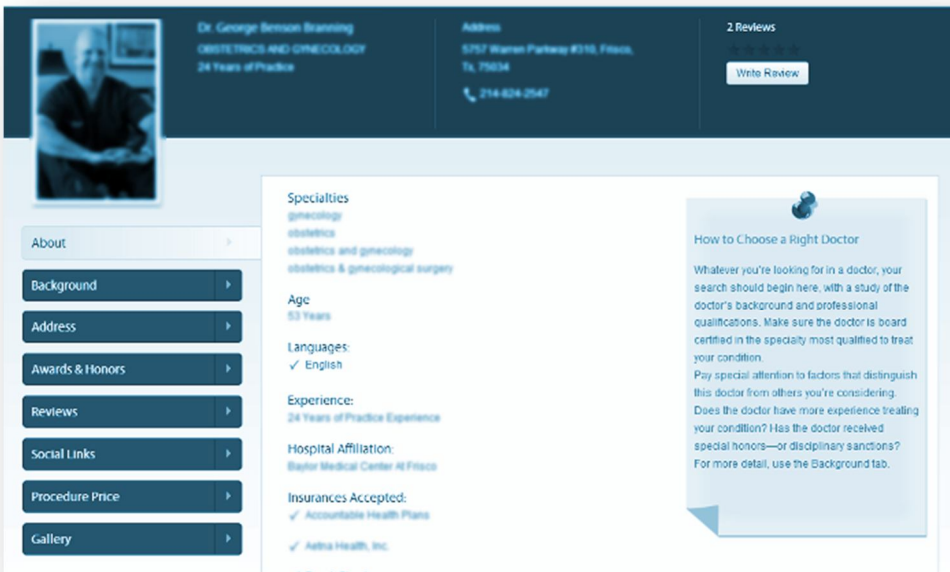 Dr. George Benson Branning
OBSTETRICS AND GYNECOLOGY
24 Years of Practice
Address
5757 Warren Parkway #310, Frisco,
Tx, 75034
214-824-2547
2 Reviews
Write Review
About
Background
Address
Awards & Honors
Reviews
Social Links
Procedure Price
Gallery
Specialties
gynecology
obstetrics
obstetrics and gynecology
obstetrics & gynecological surgery
Age
53 Years
Languages:
✓ English
Experience:
24 Years of Practice Experience
Hospital Affiliation:
Baylor Medical Center At Frisco
Insurances Accepted:
✓ Accountable Health Plans
✓ Aetna Health, Inc.
How to Choose a Right Doctor
Whatever you're looking for in a doctor, your
search should begin here, with a study of the
doctor's background and professional
qualifications. Make sure the doctor is board
certified in the specialty most qualified to treat
your condition.
Pay special attention to factors that distinguish
this doctor from others you're considering.
Does the doctor have more experience treating
your condition? Has the doctor received
special honors—or disciplinary sanctions?
For more detail, use the Background tab.